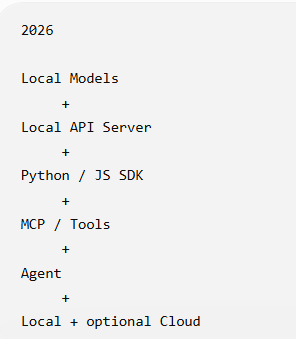 2026
Local Models
+
Local API Server
+
Python / JS SDK
+
MCP / Tools
+
Agent
+
Local + optional Cloud